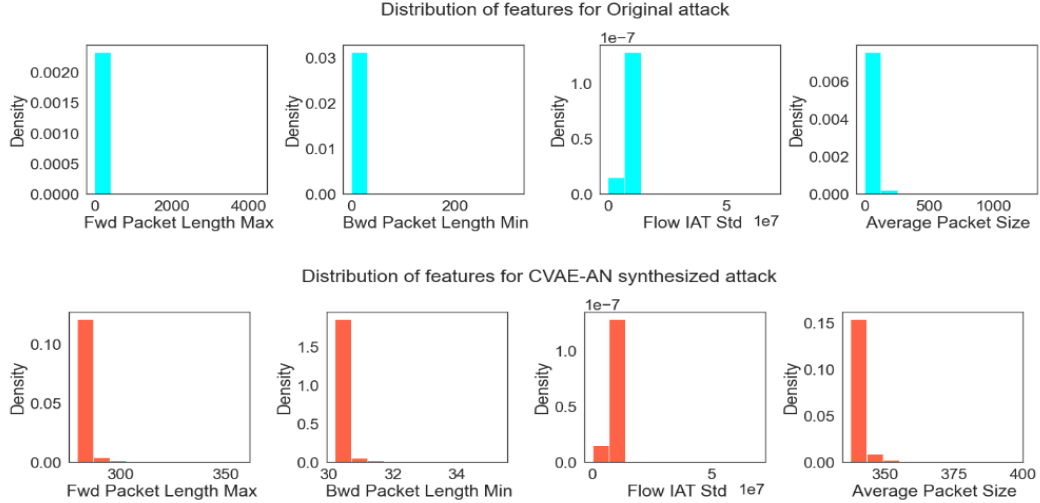 Distribution of features for Original attack
1e−7
Density
0.0020
0.0015
0.0010
0.0005
0.0000
0 2000 4000
Fwd Packet Length Max
Density
0.03
0.02
0.01
0.00
0 200
Bwd Packet Length Min
Density
1.0
0.5
0.0
0 5
Flow IAT Std 1e7
Density
0.006
0.004
0.002
0.000
0 500 1000
Average Packet Size
Distribution of features for CVAE-AN synthesized attack
1e−7
Density
0.10
0.05
0.00
300 350
Fwd Packet Length Max
Density
1.5
1.0
0.5
0.0
30 32 34
Bwd Packet Length Min
Density
1.0
0.5
0.0
0 5
Flow IAT Std 1e7
Density
0.15
0.10
0.05
0.00
350 375 400
Average Packet Size